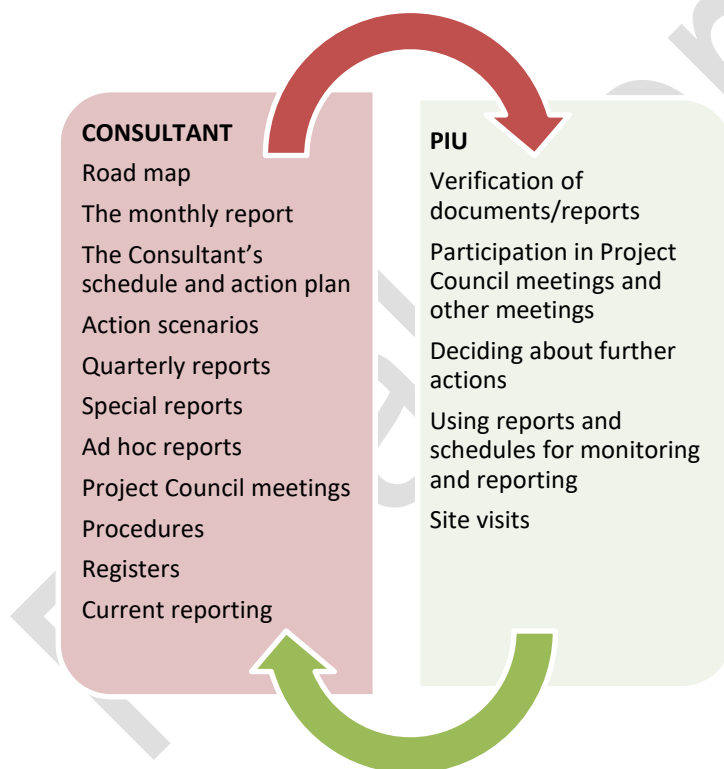 CONSULTANT
Road map
The monthly report
The Consultant's
schedule and action plan
Action scenarios
Quarterly reports
Special reports
Ad hoc reports
Project Council meetings
Procedures
Registers
Current reporting
PIU
Verification of
documents/reports
Participation in Project
Council meetings and
other meetings
Deciding about further
actions
Using reports and
schedules for monitoring
and reporting
Site visits